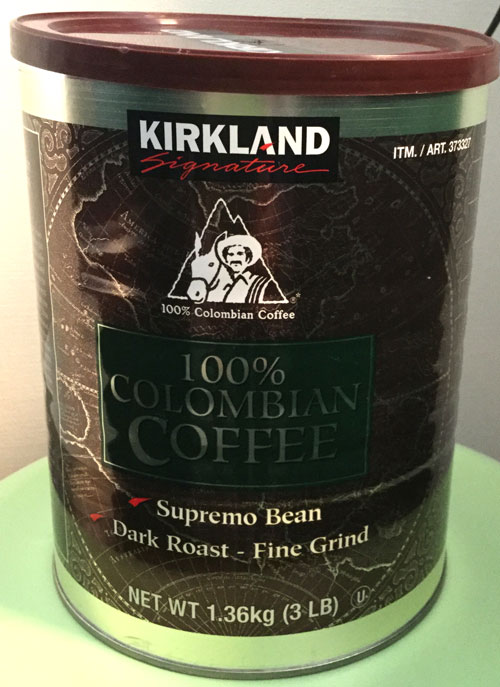 KIRKLAND
Signature
ITM. / ART. 373327
100% Colombian Coffee
100%
COLOMBIAN
COFFEE
Supremo Bean
Dark Roast - Fine Grind
NET WT 1.36kg (3 LB)
U